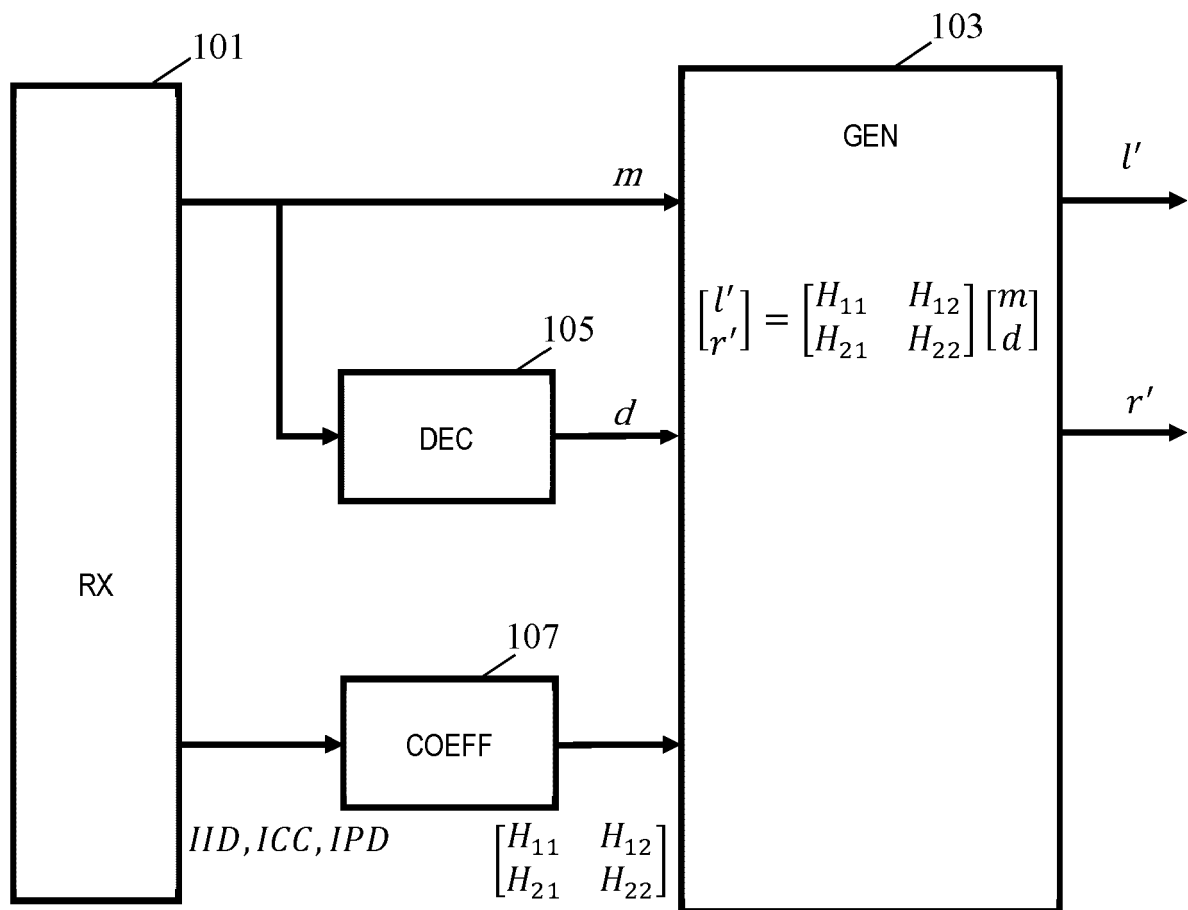 101
103
GEN
l′
m
[l′ r′] = [H₁₁ H₁₂ H₂₁ H₂₂] [m d]
105
r′
d
DEC
RX
107
COEFF
IID, ICC, IPD
[H₁₁ H₁₂
H₂₁ H₂₂]